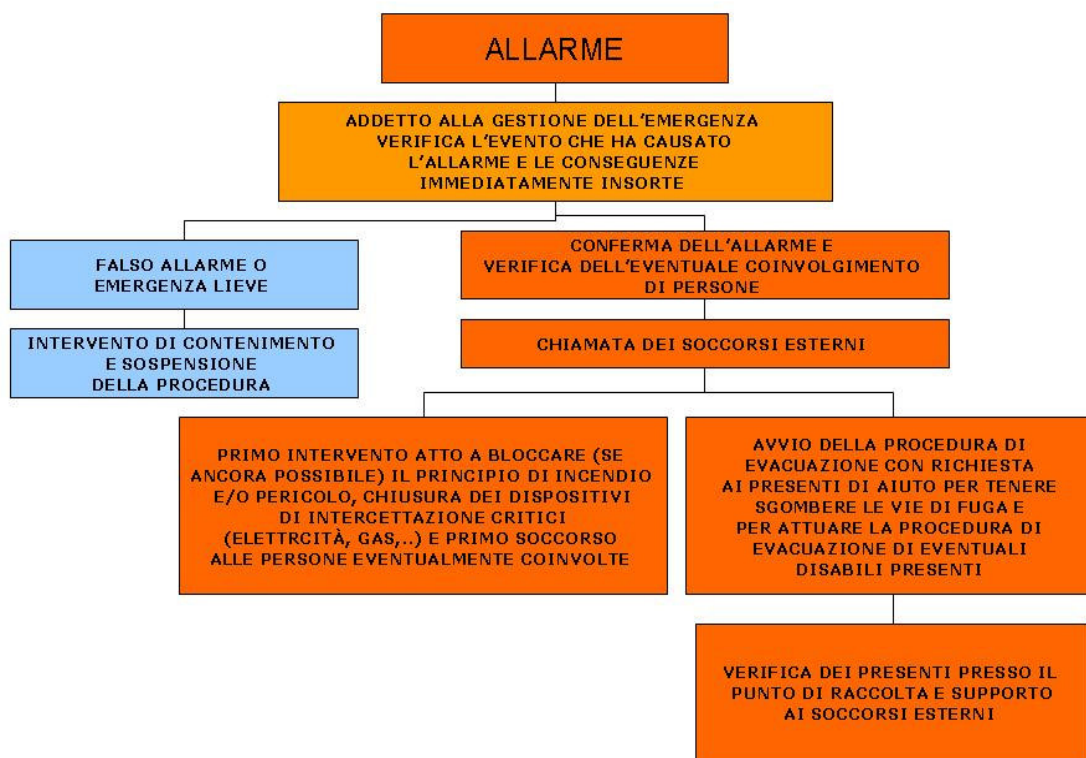 ALLARME
ADDETTO ALLA GESTIONE DELL'EMERGENZA
VERIFICA L'EVENTO CHE HA CAUSATO
L'ALLARME E LE CONSEGUENZE
IMMEDIATAMENTE INSORTE
FALSO ALLARME O
EMERGENZA LIEVE
CONFERMA DELL'ALLARME E
VERIFICA DELL'EVENTUALE COINVOLGIMENTO
DI PERSONE
INTERVENTO DI CONTENIMENTO
E SOSPENSIONE
DELLA PROCEDURA
CHIAMATA DEI SOCCORSI ESTERNI
PRIMO INTERVENTO ATTO A BLOCCARE (SE
ANCORA POSSIBILE) IL PRINCIPIO DI INCENDIO
E/O PERICOLO, CHIUSURA DEI DISPOSITIVI
DI INTERCETTAZIONE CRITICI
(ELETTRCITÀ, GAS,..) E PRIMO SOCCORSO
ALLE PERSONE EVENTUALMENTE COINVOLTE
AVVIO DELLA PROCEDURA DI
EVACUAZIONE CON RICHIESTA
AI PRESENTI DI AIUTO PER TENERE
SGOMBERE LE VIE DI FUGA E
PER ATTUARE LA PROCEDURA DI
EVACUAZIONE DI EVENTUALI
DISABILI PRESENTI
VERIFICA DEI PRESENTI PRESSO IL
PUNTO DI RACCOLTA E SUPPORTO
AI SOCCORSI ESTERNI